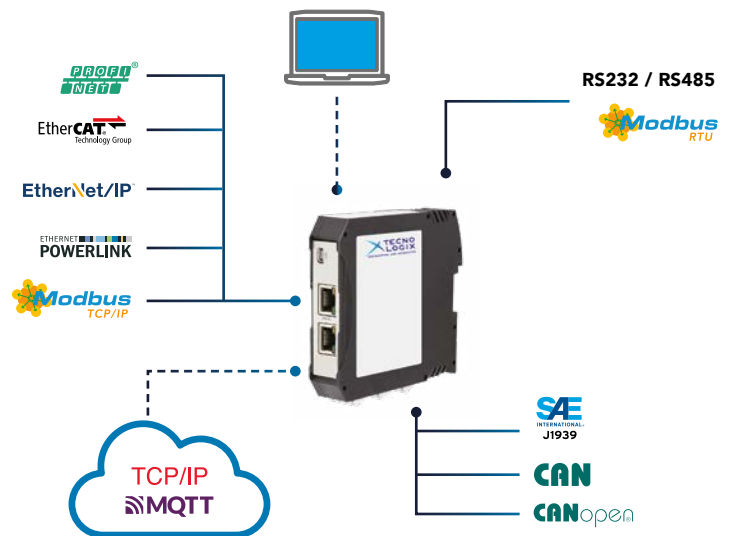 PROFI
NET
EtherCAT
Technology Group
EtherNet/IP
ETHERNET
POWERLINK
Modbus
TCP/IP
TCP/IP
MQTT
TECNO
LOGIX
RS232 / RS485
Modbus
RTU
SAE
INTERNATIONAL
J1939
CAN
CANopen